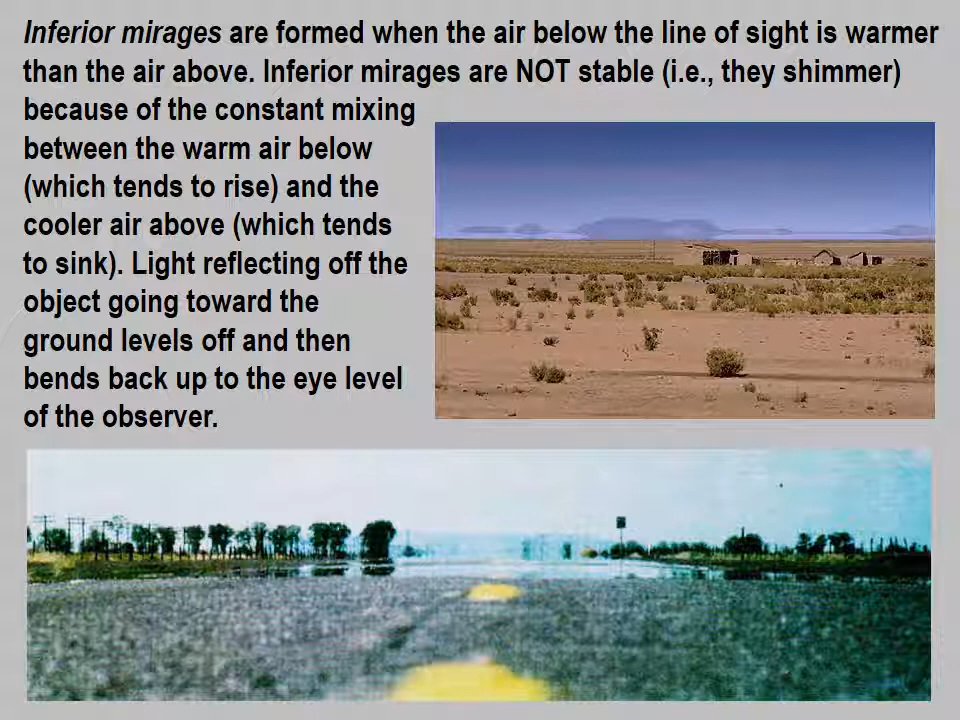 Inferior mirages are formed when the air below the line of sight is warmer
than the air above. Inferior mirages are NOT stable (i.e., they shimmer)
because of the constant mixing
between the warm air below
(which tends to rise) and the
cooler air above (which tends
to sink). Light reflecting off the
object going toward the
ground levels off and then
bends back up to the eye level
of the observer.